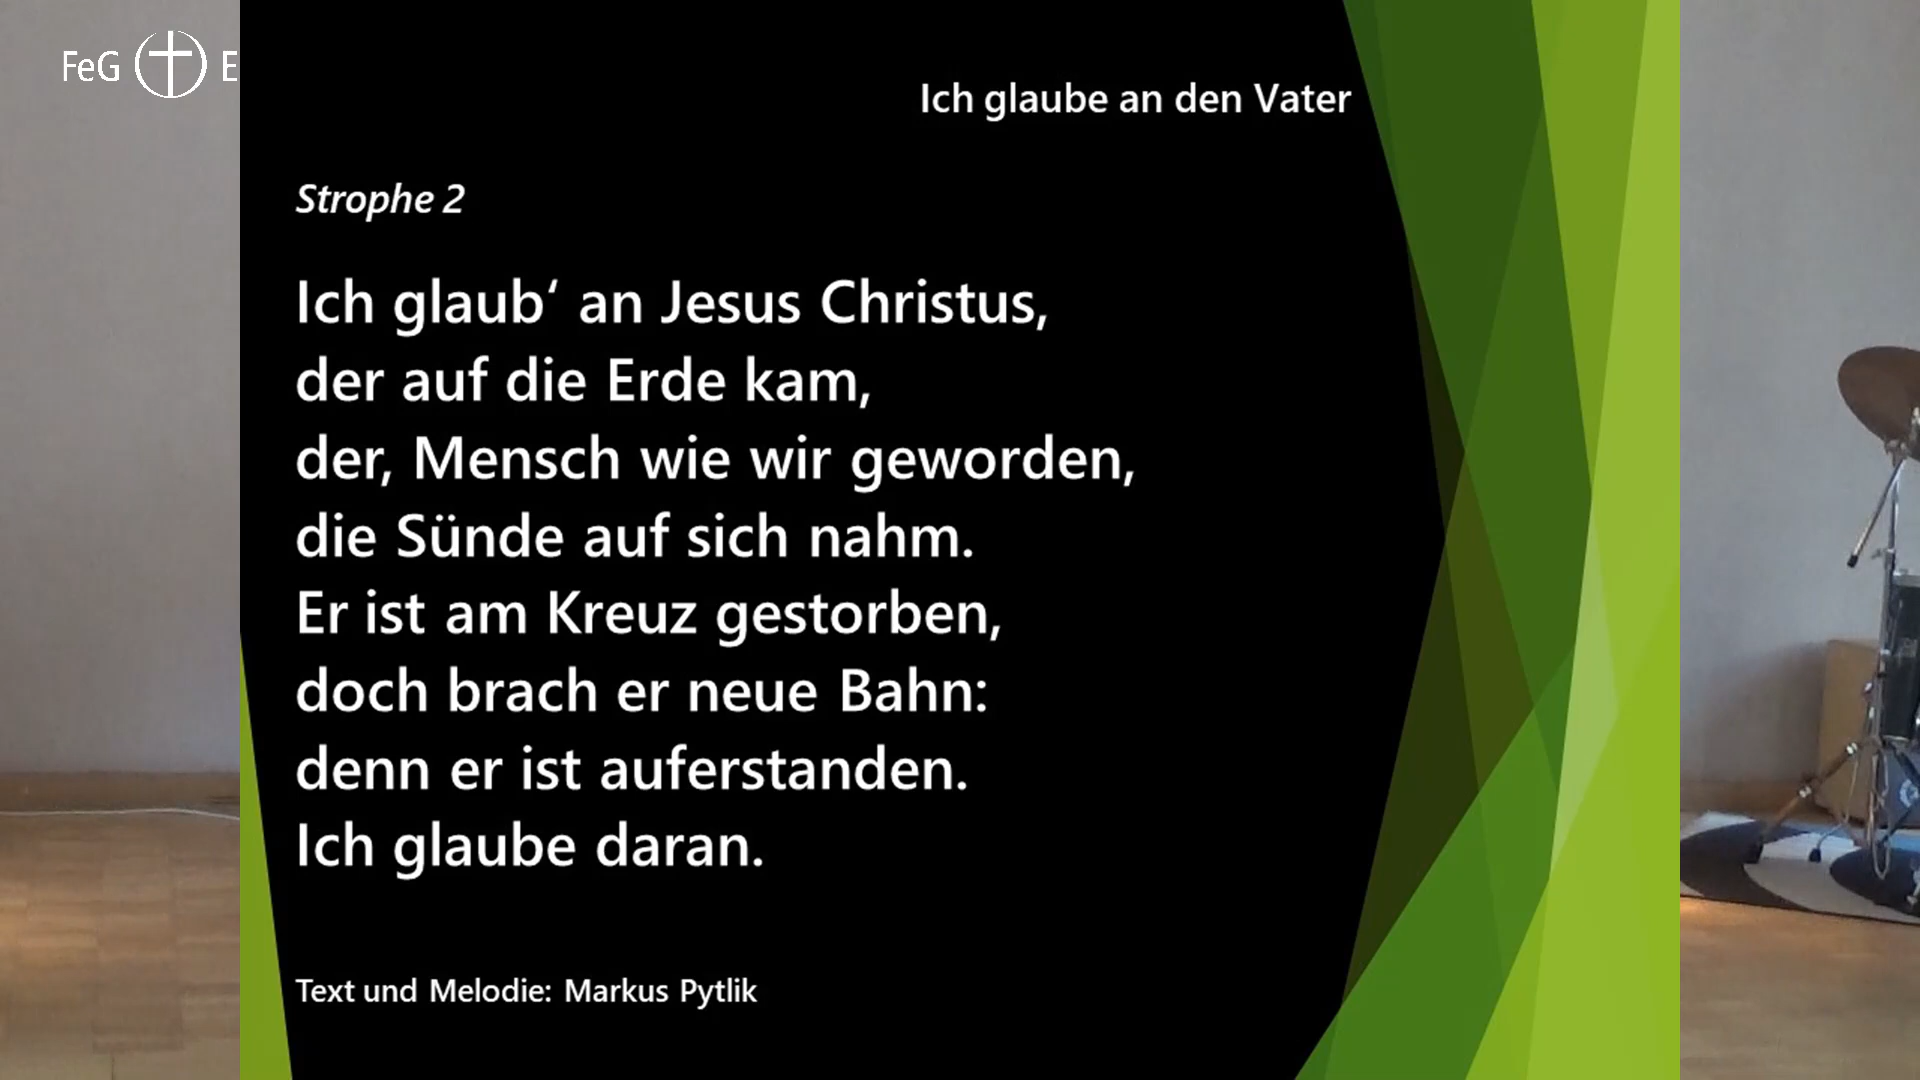 FeG E
Ich glaube an den Vater
Strophe 2
Ich glaub‘ an Jesus Christus,
der auf die Erde kam,
der, Mensch wie wir geworden,
die Sünde auf sich nahm.
Er ist am Kreuz gestorben,
doch brach er neue Bahn:
denn er ist auferstanden.
Ich glaube daran.
Text und Melodie: Markus Pytlik